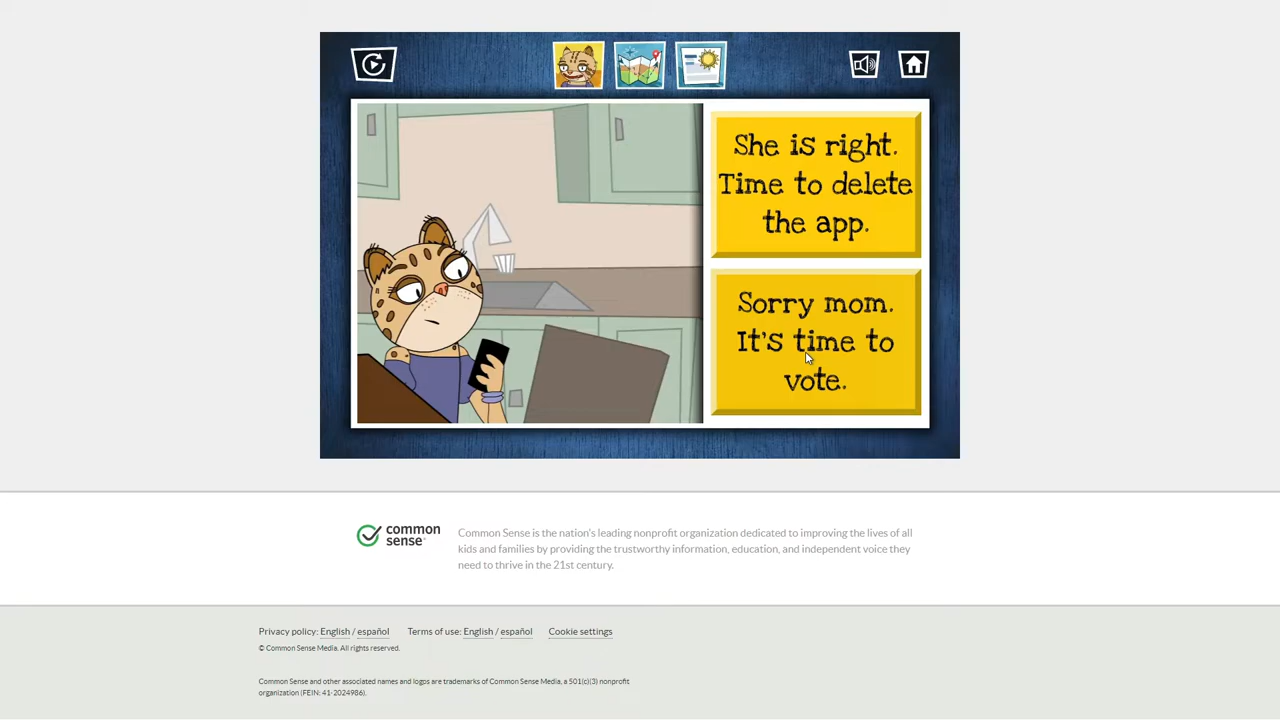 She is right.
Time to delete
the app.
Sorry mom.
It's time to
vote.
common
sense
Common Sense is the nation's leading nonprofit organization dedicated to improving the lives of all
kids and families by providing the trustworthy information, education, and independent voice they
need to thrive in the 21st century.
Privacy policy: English / español Terms of use: English / español Cookie settings
© Common Sense Media. All rights reserved.
Common Sense and other associated names and logos are trademarks of Common Sense Media, a 501(c)(3) nonprofit
organization (FEIN: 41-2024986).